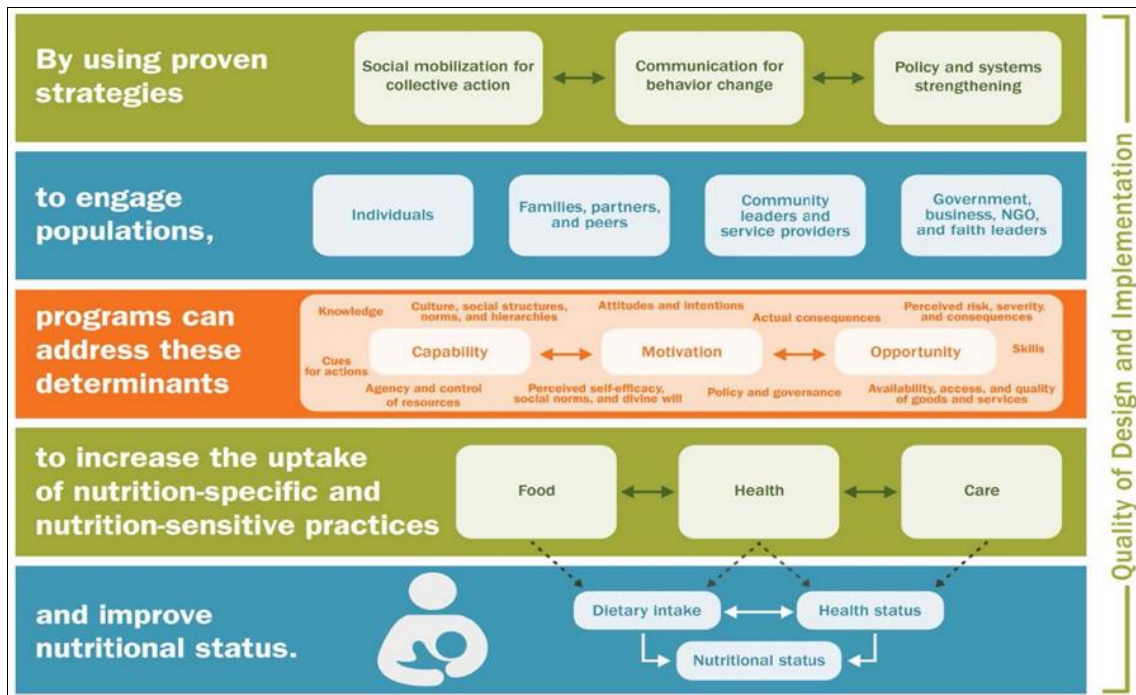 By using proven
strategies
Social mobilization for
collective action
Communication for
behavior change
Policy and systems
strengthening
to engage
populations,
Individuals
Families, partners,
and peers
Community
leaders and
service providers
Government,
business, NGO,
and faith leaders
programs can
address these
determinants
Knowledge
Culture, social structures,
norms, and hierarchies
Attitudes and intentions
Actual consequences
Perceived risk, severity,
and consequences
Cues
for actions
Capability
Motivation
Opportunity
Skills
Agency and control
of resources
Perceived self-efficacy,
social norms, and divine will
Policy and governance
Availability, access, and quality
of goods and services
to increase the uptake
of nutrition-specific and
nutrition-sensitive practices
Food
Health
Care
and improve
nutritional status.
Dietary intake
Health status
Nutritional status
Quality of Design and Implementation